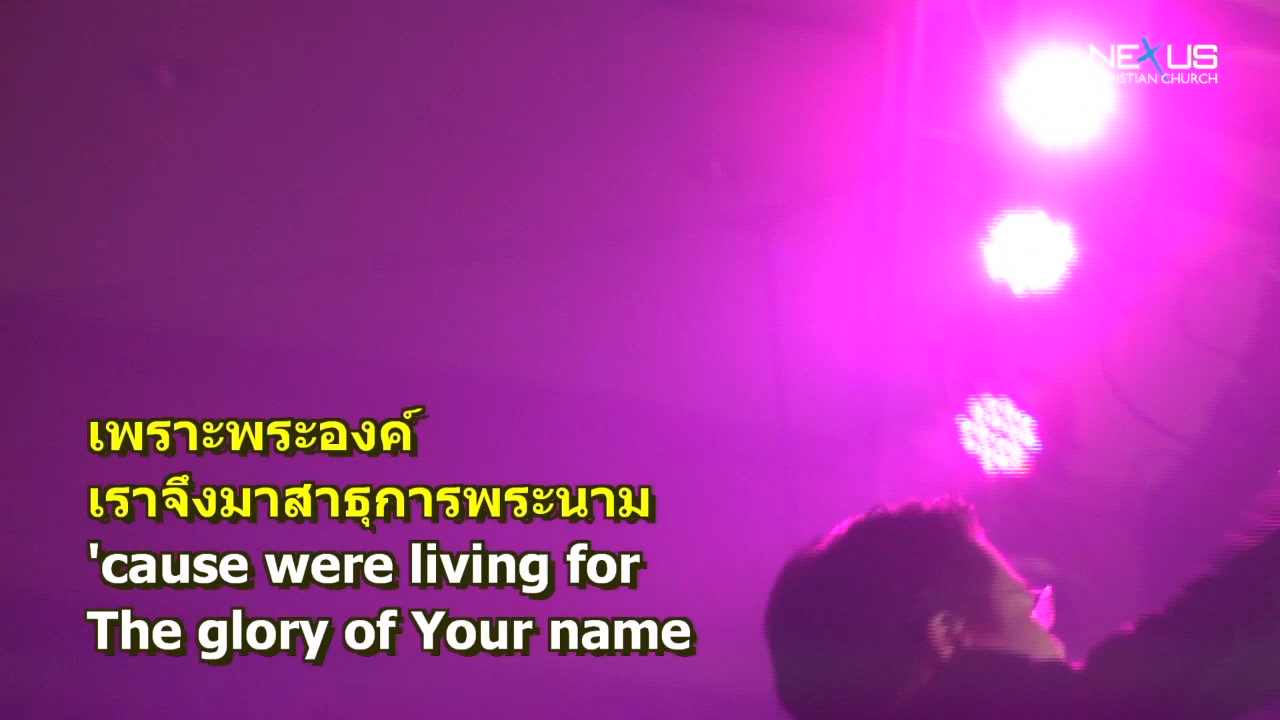 NEXUS
ISTIAN CHURCH
เพราะพระองค์
เราจึงมาสาธุการพระนาม
'cause were living for
The glory of Your name